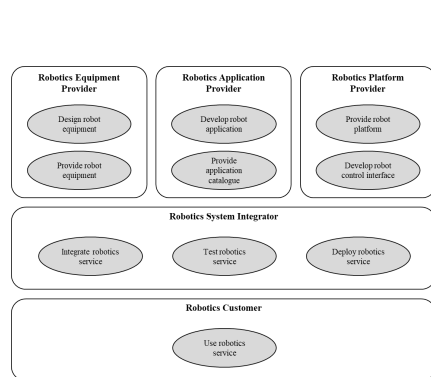 Robotics Equipment
Provider
Design robot
equipment
Provide robot
equipment
Robotics Application
Provider
Develop robot
application
Provide
application
catalogue
Robotics Platform
Provider
Provide robot
platform
Develop robot
control interface
Robotics System Integrator
Integrate robotics
service
Test robotics
service
Deploy robotics
service
Robotics Customer
Use robotics
service